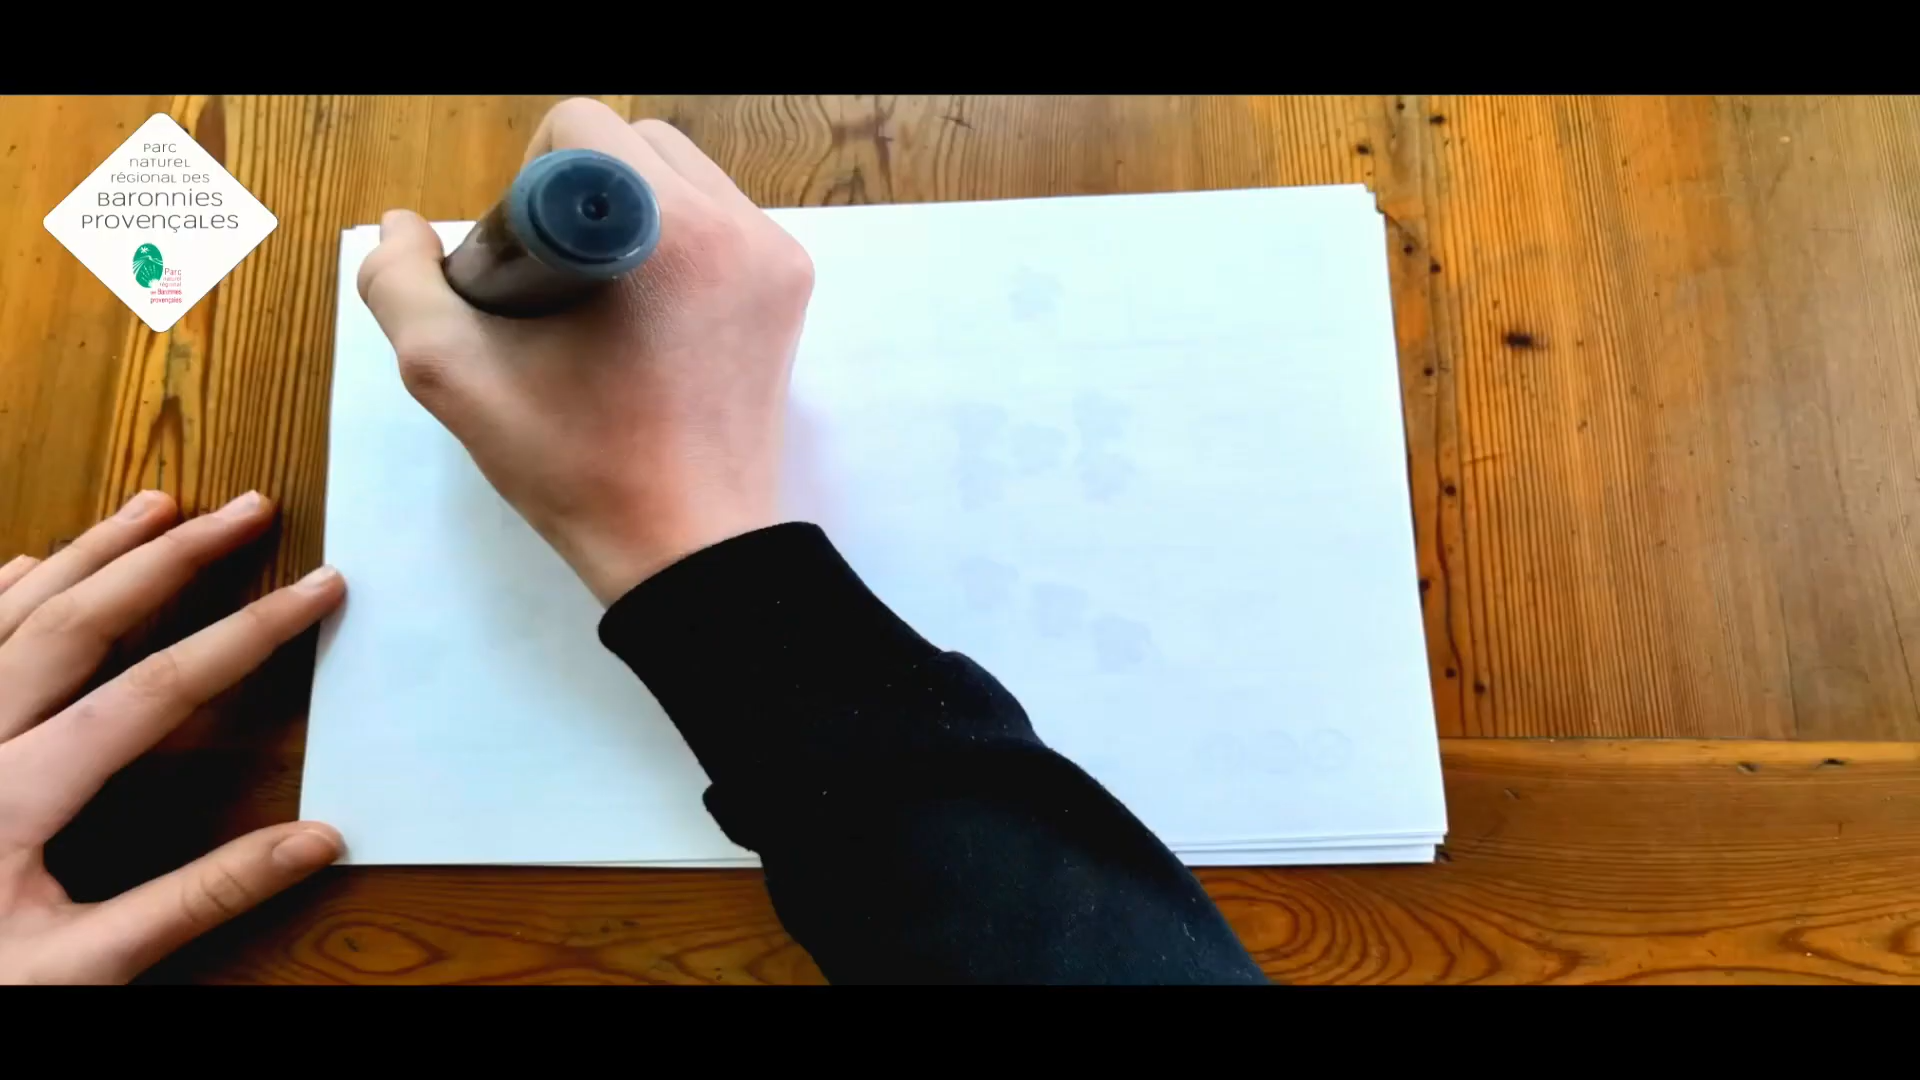 Parc
naturel
régional des
Baronnies
Provençales
Parc
naturel
régional
des Baronnies
provençales